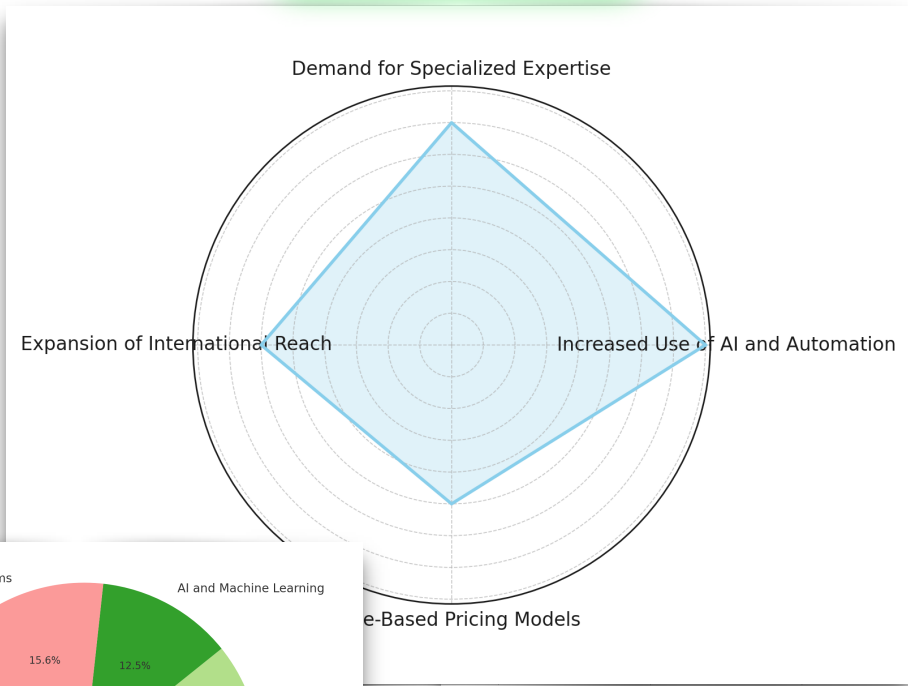 Demand for Specialized Expertise
Expansion of International Reach
Increased Use of AI and Automation
e-Based Pricing Models
ms
AI and Machine Learning
15.6%
12.5%